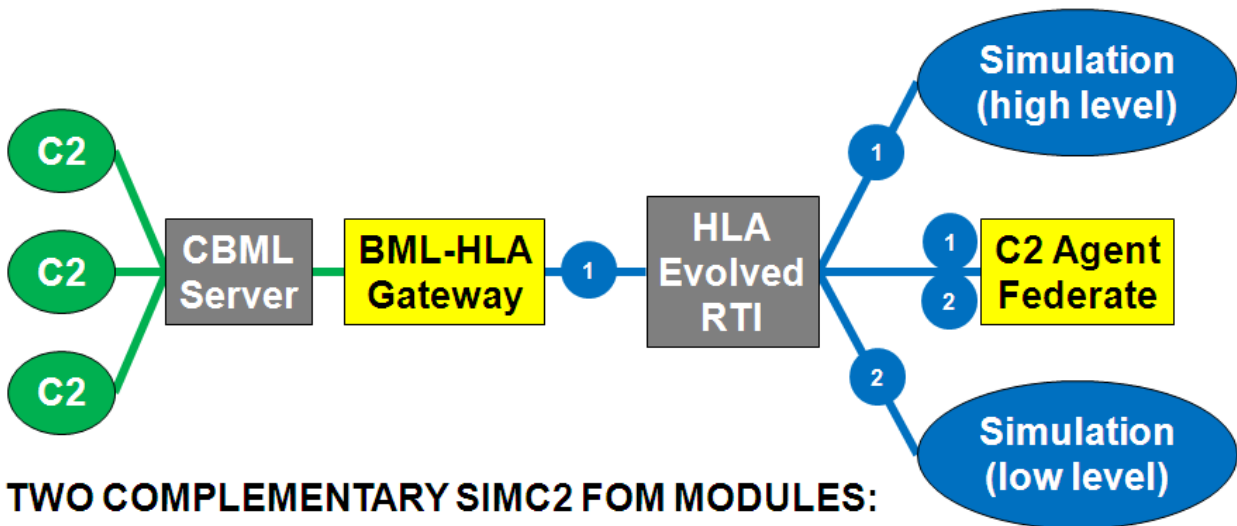 Simulation
(high level)
C2
1
C2
CBML
Server
BML-HLA
Gateway
1
HLA
Evolved
RTI
1
2
C2 Agent
Federate
C2
2
Simulation
(low level)
TWO COMPLEMENTARY SIMC2 FOM MODULES: